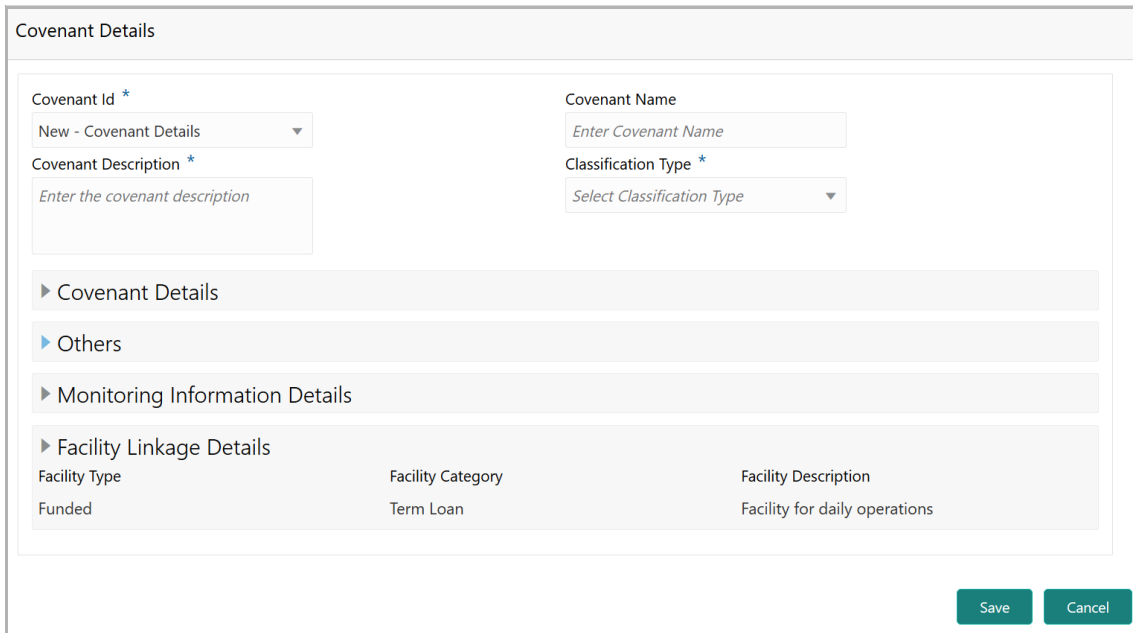 Covenant Details
Covenant Id *
Covenant Name
New - Covenant Details
Enter Covenant Name
Covenant Description *
Classification Type *
Enter the covenant description
Select Classification Type
Covenant Details
Others
Monitoring Information Details
Facility Linkage Details
Facility Type
Facility Category
Facility Description
Funded
Term Loan
Facility for daily operations
Save
Cancel